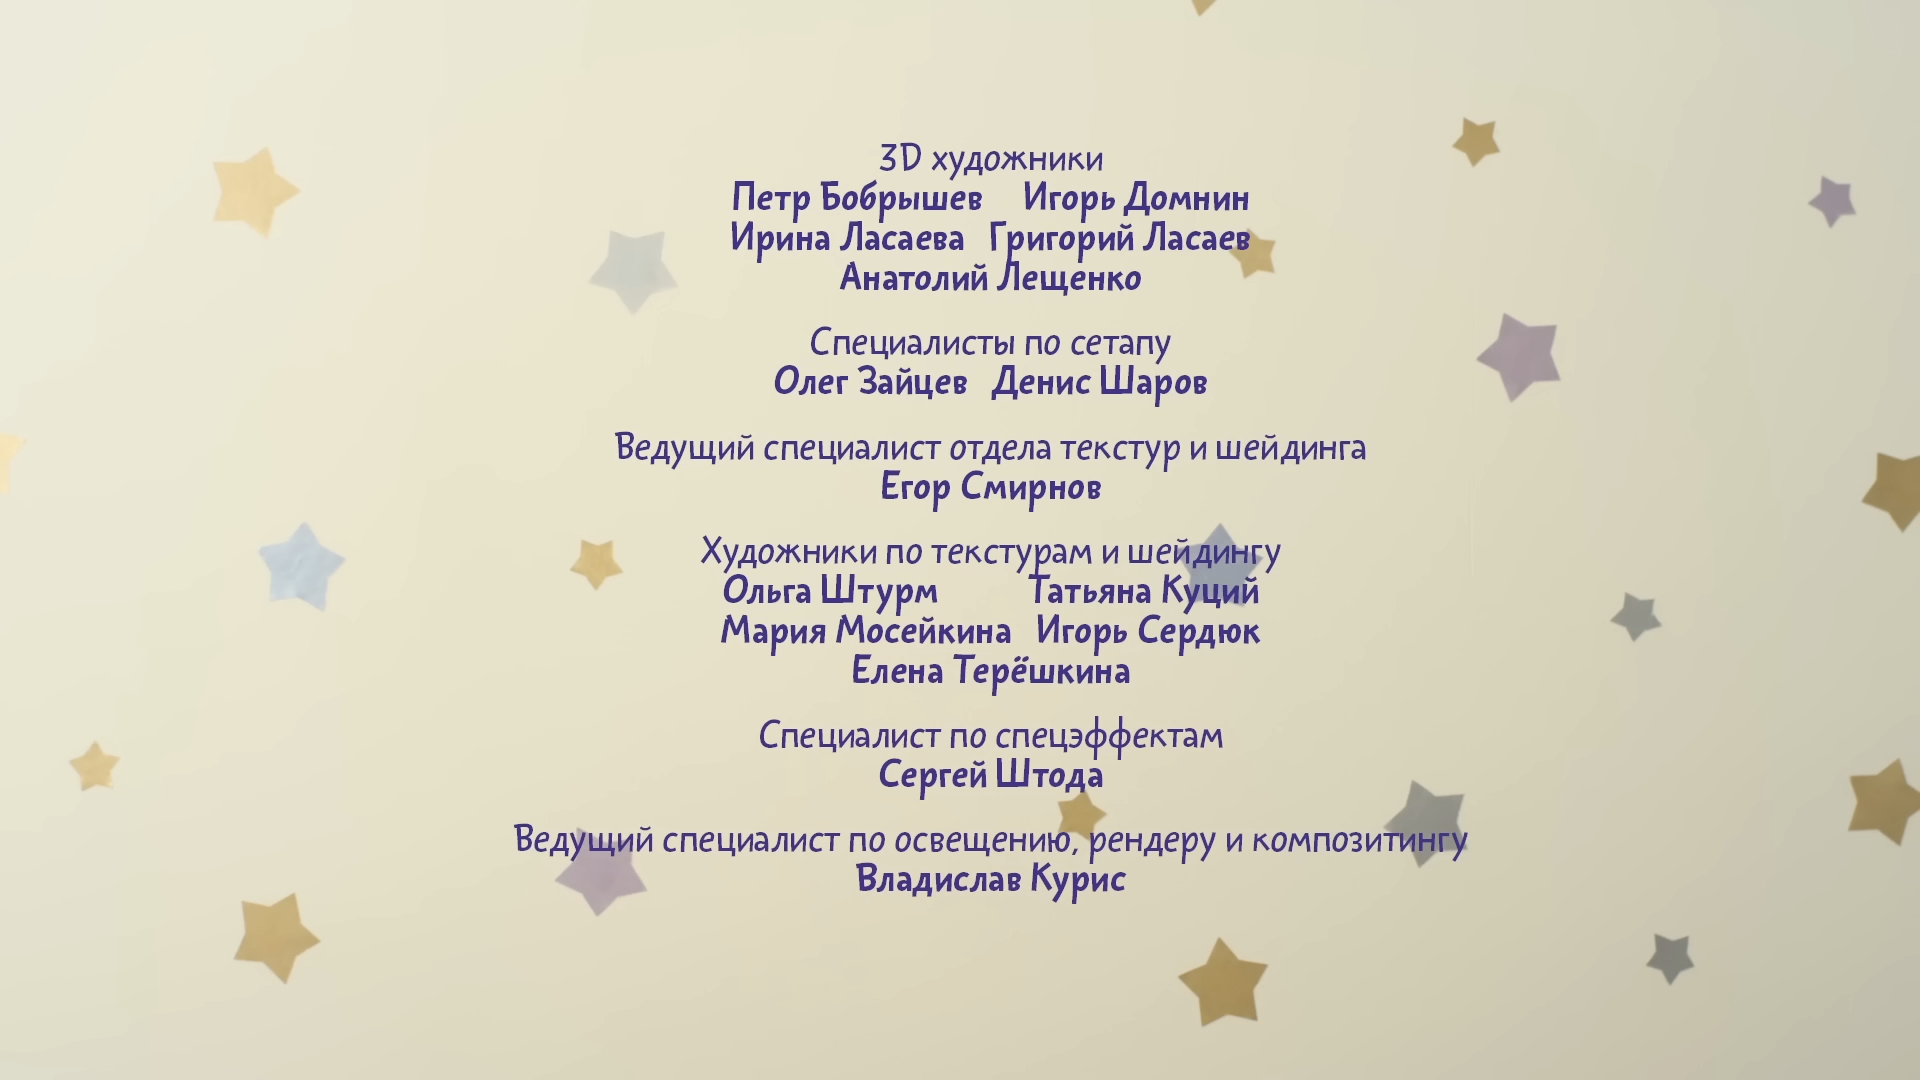 3D художники
Петр Бобрышев Игорь Домнин
Ирина Ласаева Григорий Ласаев
Анатолий Лещенко
Специалисты по сетапу
Олег Зайцев Денис Шаров
Ведущий специалист отдела текстур и шейдинга
Егор Смирнов
Художники по текстурам и шейдингу
Ольга Штурм Татьяна Куций
Мария Мосейкина Игорь Сердюк
Елена Терёшкина
Специалист по спецэффектам
Сергей Штода
Ведущий специалист по освещению, рендеру и композитингу
Владислав Курис